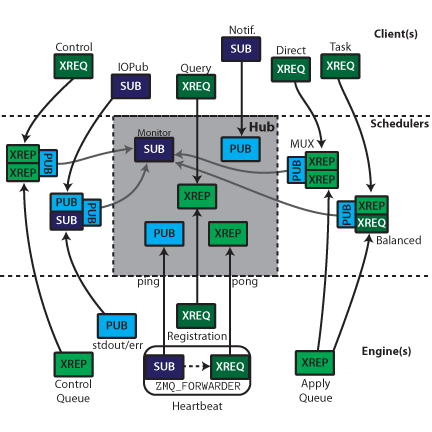 Notif.
Client(s)
Control
SUB
Direct
Task
IOPub
Query
XREQ
XREQ
XREQ
SUB
XREQ
Hub
Schedulers
Monitor
SUB
PUB
MUX
XREP
XREP
PUB
PUB
XREP
XREP
XREP
PUB
SUB
PUB
PUB
XREP
XREQ
PUB
XREP
Balanced
ping
pong
PUB
stdout/err
XREQ
Registration
Engine(s)
XREP
Control
Queue
SUB
XREQ
ZMQ_FORWARDER
Heartbeat
XREP
Apply
Queue